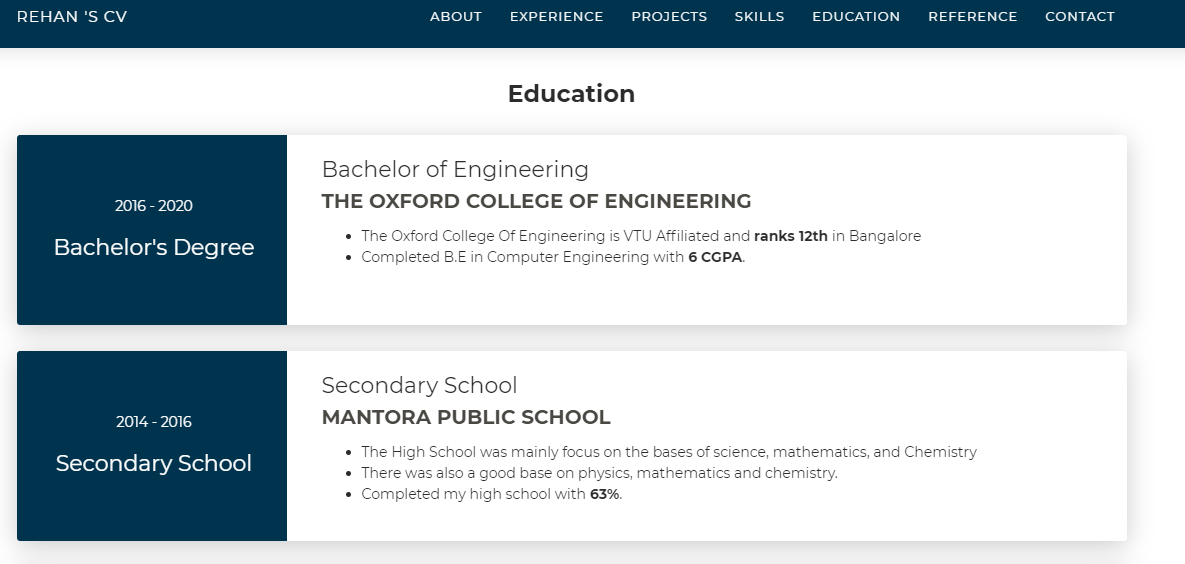 REHAN 'S CV
ABOUT EXPERIENCE PROJECTS SKILLS EDUCATION REFERENCE CONTACT
Education
2016 - 2020
Bachelor's Degree
Bachelor of Engineering
THE OXFORD COLLEGE OF ENGINEERING
The Oxford College Of Engineering is VTU Affiliated and ranks 12th in Bangalore
Completed B.E in Computer Engineering with 6 CGPA.
2014 - 2016
Secondary School
Secondary School
MANTORA PUBLIC SCHOOL
The High School was mainly focus on the bases of science, mathematics, and Chemistry
There was also a good base on physics, mathematics and chemistry.
Completed my high school with 63%.